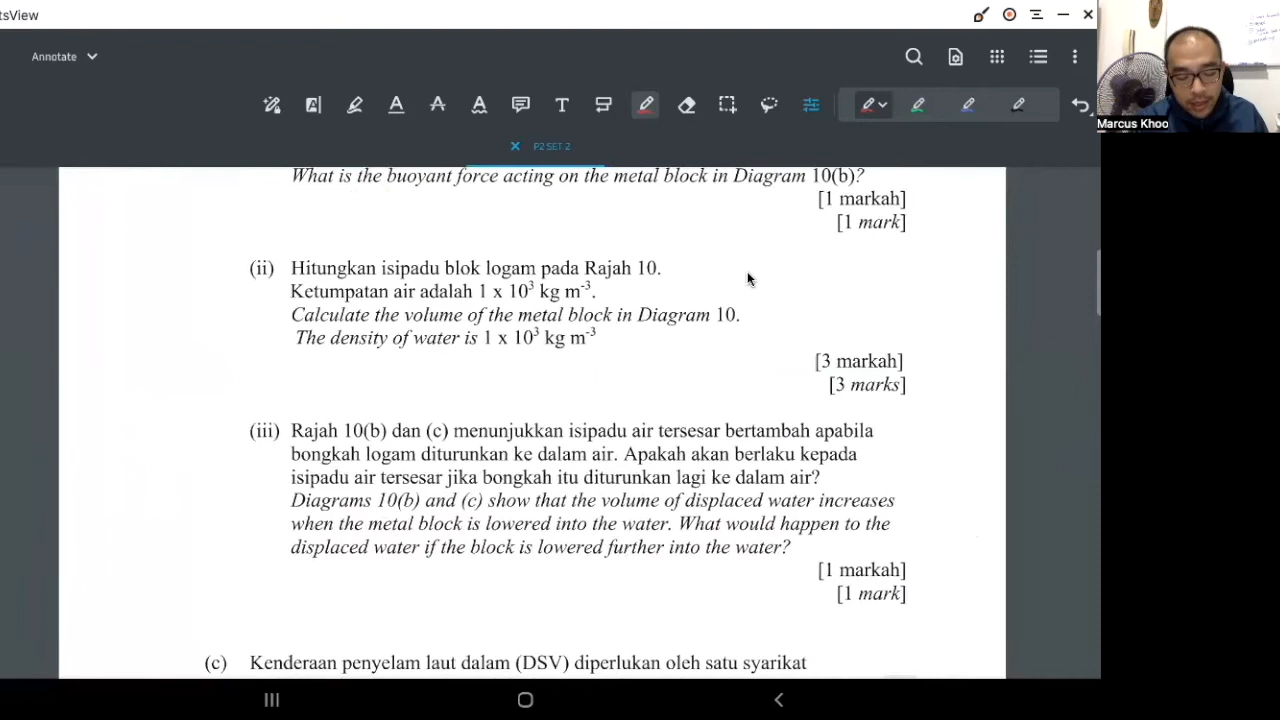 tsView
Annotate
P2 SET 2
Marcus Khoo
What is the buoyant force acting on the metal block in Diagram 10(b)?
[1 markah]
[1 mark]
(ii) Hitungkan isipadu blok logam pada Rajah 10.
Ketumpatan air adalah 1 x 10³ kg m⁻³.
Calculate the volume of the metal block in Diagram 10.
The density of water is 1 x 10³ kg m⁻³
[3 markah]
[3 marks]
(iii) Rajah 10(b) dan (c) menunjukkan isipadu air tersesar bertambah apabila
bongkah logam diturunkan ke dalam air. Apakah akan berlaku kepada
isipadu air tersesar jika bongkah itu diturunkan lagi ke dalam air?
Diagrams 10(b) and (c) show that the volume of displaced water increases
when the metal block is lowered into the water. What would happen to the
displaced water if the block is lowered further into the water?
[1 markah]
[1 mark]
(c) Kenderaan penyelam laut dalam (DSV) diperlukan oleh satu syarikat